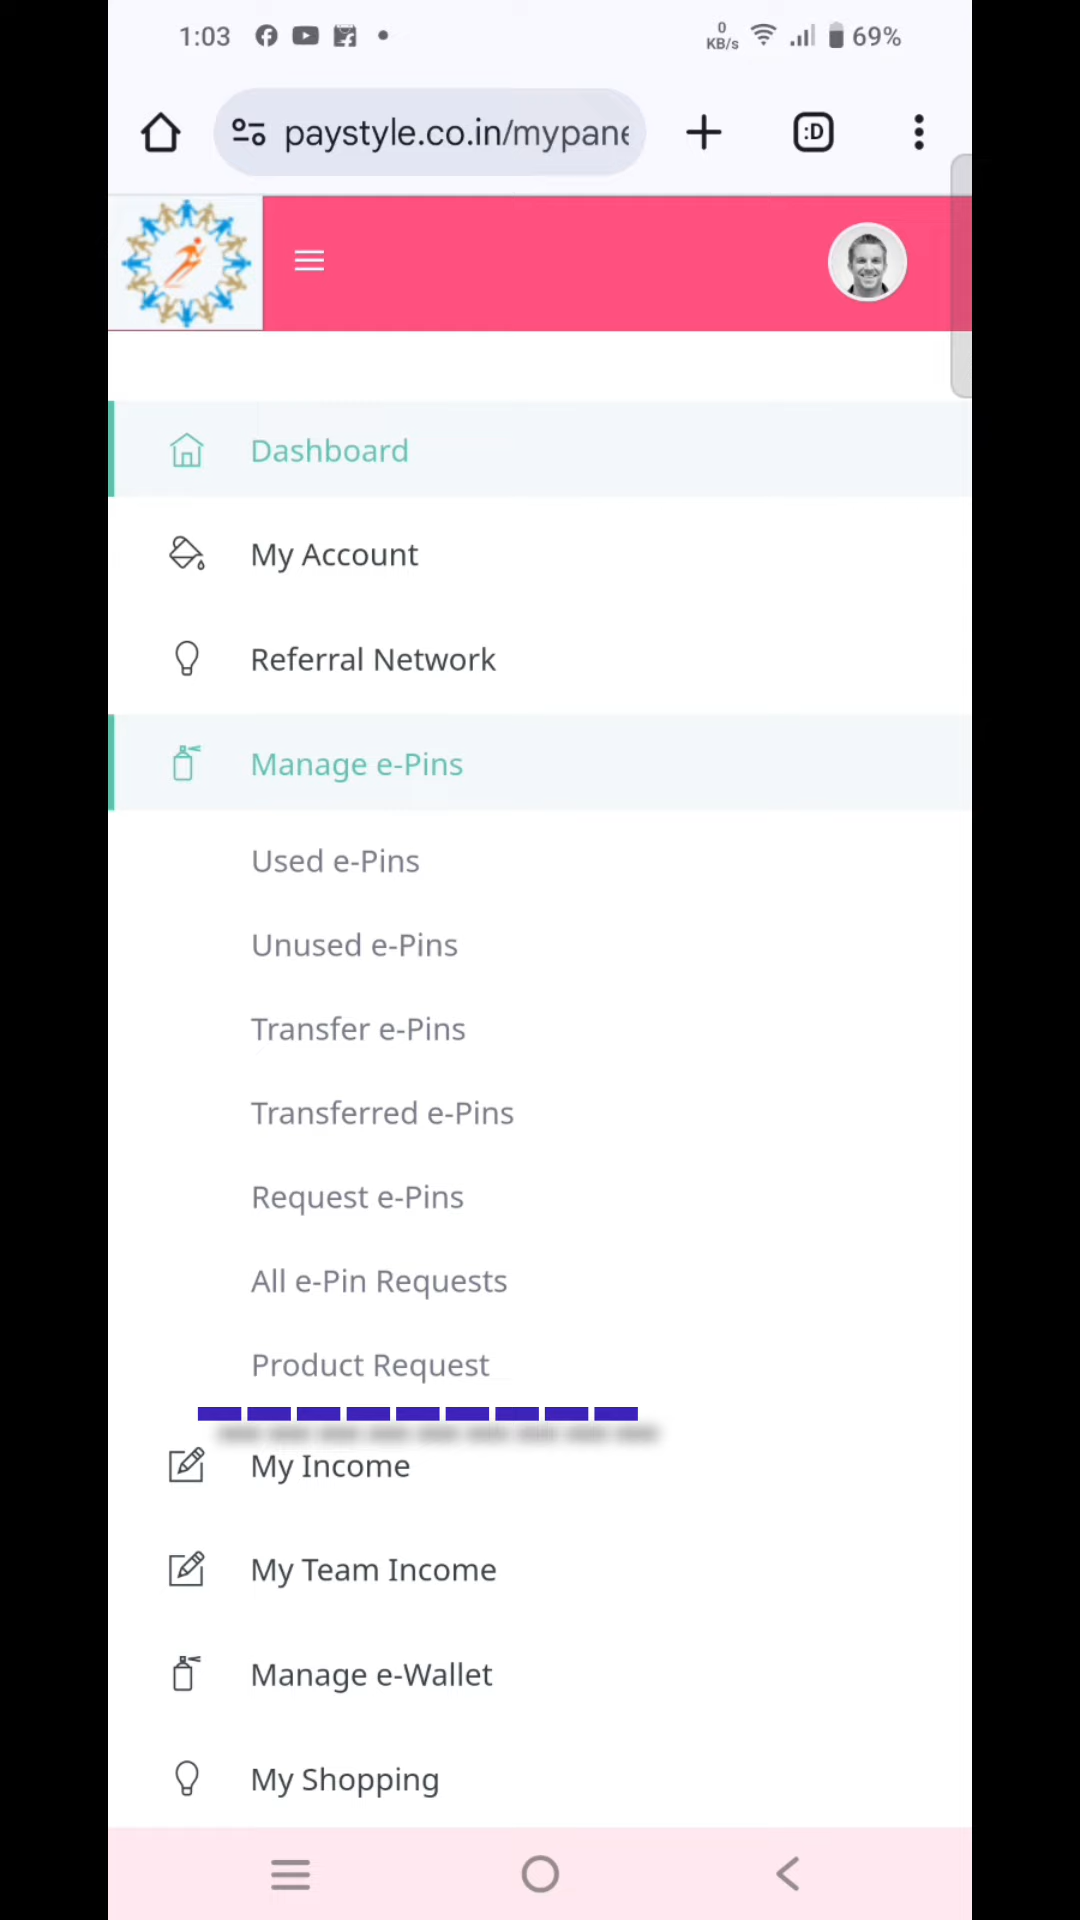 1:03
0
KB/s
69%
paystyle.co.in/mypane
:D
Dashboard
My Account
Referral Network
Manage e-Pins
Used e-Pins
Unused e-Pins
Transfer e-Pins
Transferred e-Pins
Request e-Pins
All e-Pin Requests
Product Request
My Income
My Team Income
Manage e-Wallet
My Shopping